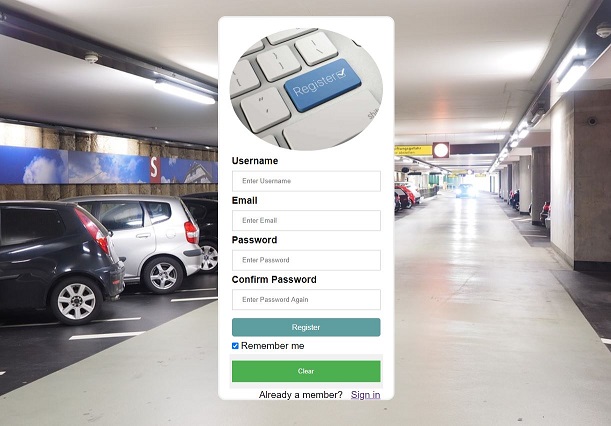 Register
Username
Enter Username
Email
Enter Email
Password
Enter Password
Confirm Password
Enter Password Again
Register
Remember me
Clear
Already a member? Sign in
S